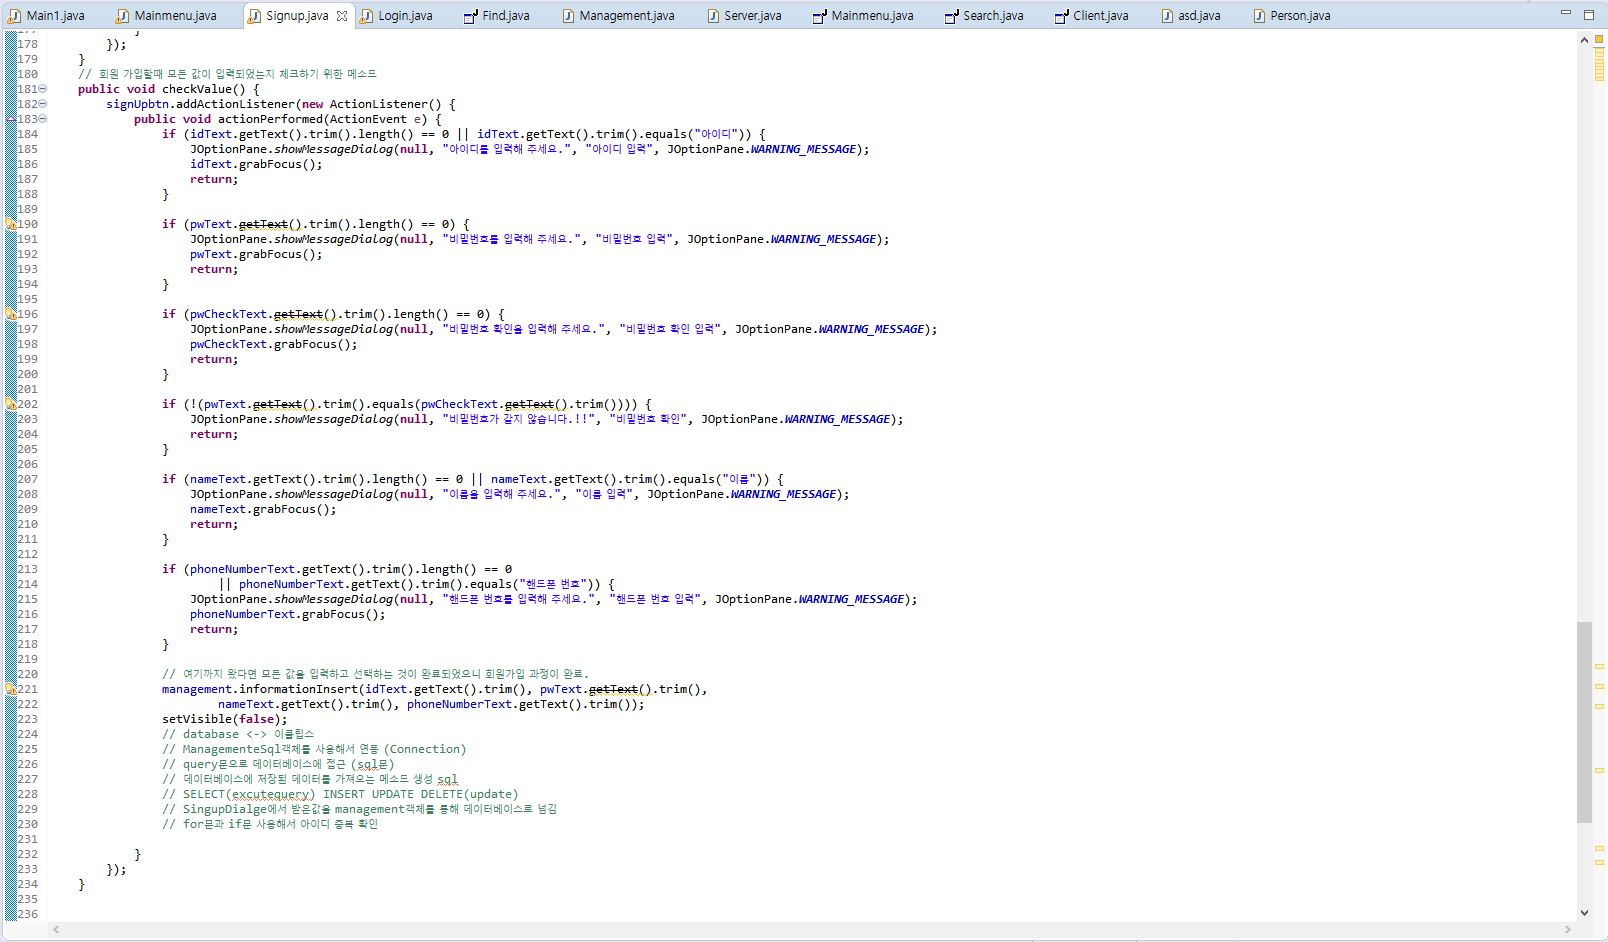 Main1.java Mainmenu.java Signup.java Login.java Find.java Management.java Server.java Mainmenu.java Search.java Client.java asd.java Person.java
178 });
179 }
180 // 회원 가입할때 모든 값이 입력되었는지 체크하기 위한 메소드
181 public void checkValue() {
182 signUpbtn.addActionListener(new ActionListener() {
183 public void actionPerformed(ActionEvent e) {
184 if (idText.getText().trim().length() == 0 || idText.getText().trim().equals("아이디")) {
185 JOptionPane.showMessageDialog(null, "아이디를 입력해 주세요.", "아이디 입력", JOptionPane.WARNING_MESSAGE);
186 idText.grabFocus();
187 return;
188 }
189
190 if (pwText.getText().trim().length() == 0) {
191 JOptionPane.showMessageDialog(null, "비밀번호를 입력해 주세요.", "비밀번호 입력", JOptionPane.WARNING_MESSAGE);
192 pwText.grabFocus();
193 return;
194 }
195
196 if (pwCheckText.getText().trim().length() == 0) {
197 JOptionPane.showMessageDialog(null, "비밀번호 확인을 입력해 주세요.", "비밀번호 확인 입력", JOptionPane.WARNING_MESSAGE);
198 pwCheckText.grabFocus();
199 return;
200 }
201
202 if (!(pwText.getText().trim().equals(pwCheckText.getText().trim()))) {
203 JOptionPane.showMessageDialog(null, "비밀번호가 같지 않습니다.!!", "비밀번호 확인", JOptionPane.WARNING_MESSAGE);
204 return;
205 }
206
207 if (nameText.getText().trim().length() == 0 || nameText.getText().trim().equals("이름")) {
208 JOptionPane.showMessageDialog(null, "이름을 입력해 주세요.", "이름 입력", JOptionPane.WARNING_MESSAGE);
209 nameText.grabFocus();
210 return;
211 }
212
213 if (phoneNumberText.getText().trim().length() == 0
214 || phoneNumberText.getText().trim().equals("핸드폰 번호")) {
215 JOptionPane.showMessageDialog(null, "핸드폰 번호를 입력해 주세요.", "핸드폰 번호 입력", JOptionPane.WARNING_MESSAGE);
216 phoneNumberText.grabFocus();
217 return;
218 }
219
220 // 여기까지 왔다면 모든 값을 입력하고 선택하는 것이 완료되었으니 회원가입 과정이 완료.
221 management.informationInsert(idText.getText().trim(), pwText.getText().trim(),
222 nameText.getText().trim(), phoneNumberText.getText().trim());
223 setVisible(false);
224 // database <-> 이클립스
225 // ManagementeSql객체를 사용해서 연동 (Connection)
226 // query문으로 데이터베이스에 접근 (sql문)
227 // 데이터베이스에 저장된 데이터를 가져오는 메소드 생성 sql
228 // SELECT(excutequery) INSERT UPDATE DELETE(update)
229 // SingupDialge에서 받은값을 management객체를 통해 데이터베이스로 넘김
230 // for문과 if문 사용해서 아이디 중복 확인
231
232 }
233 });
234 }
235
236